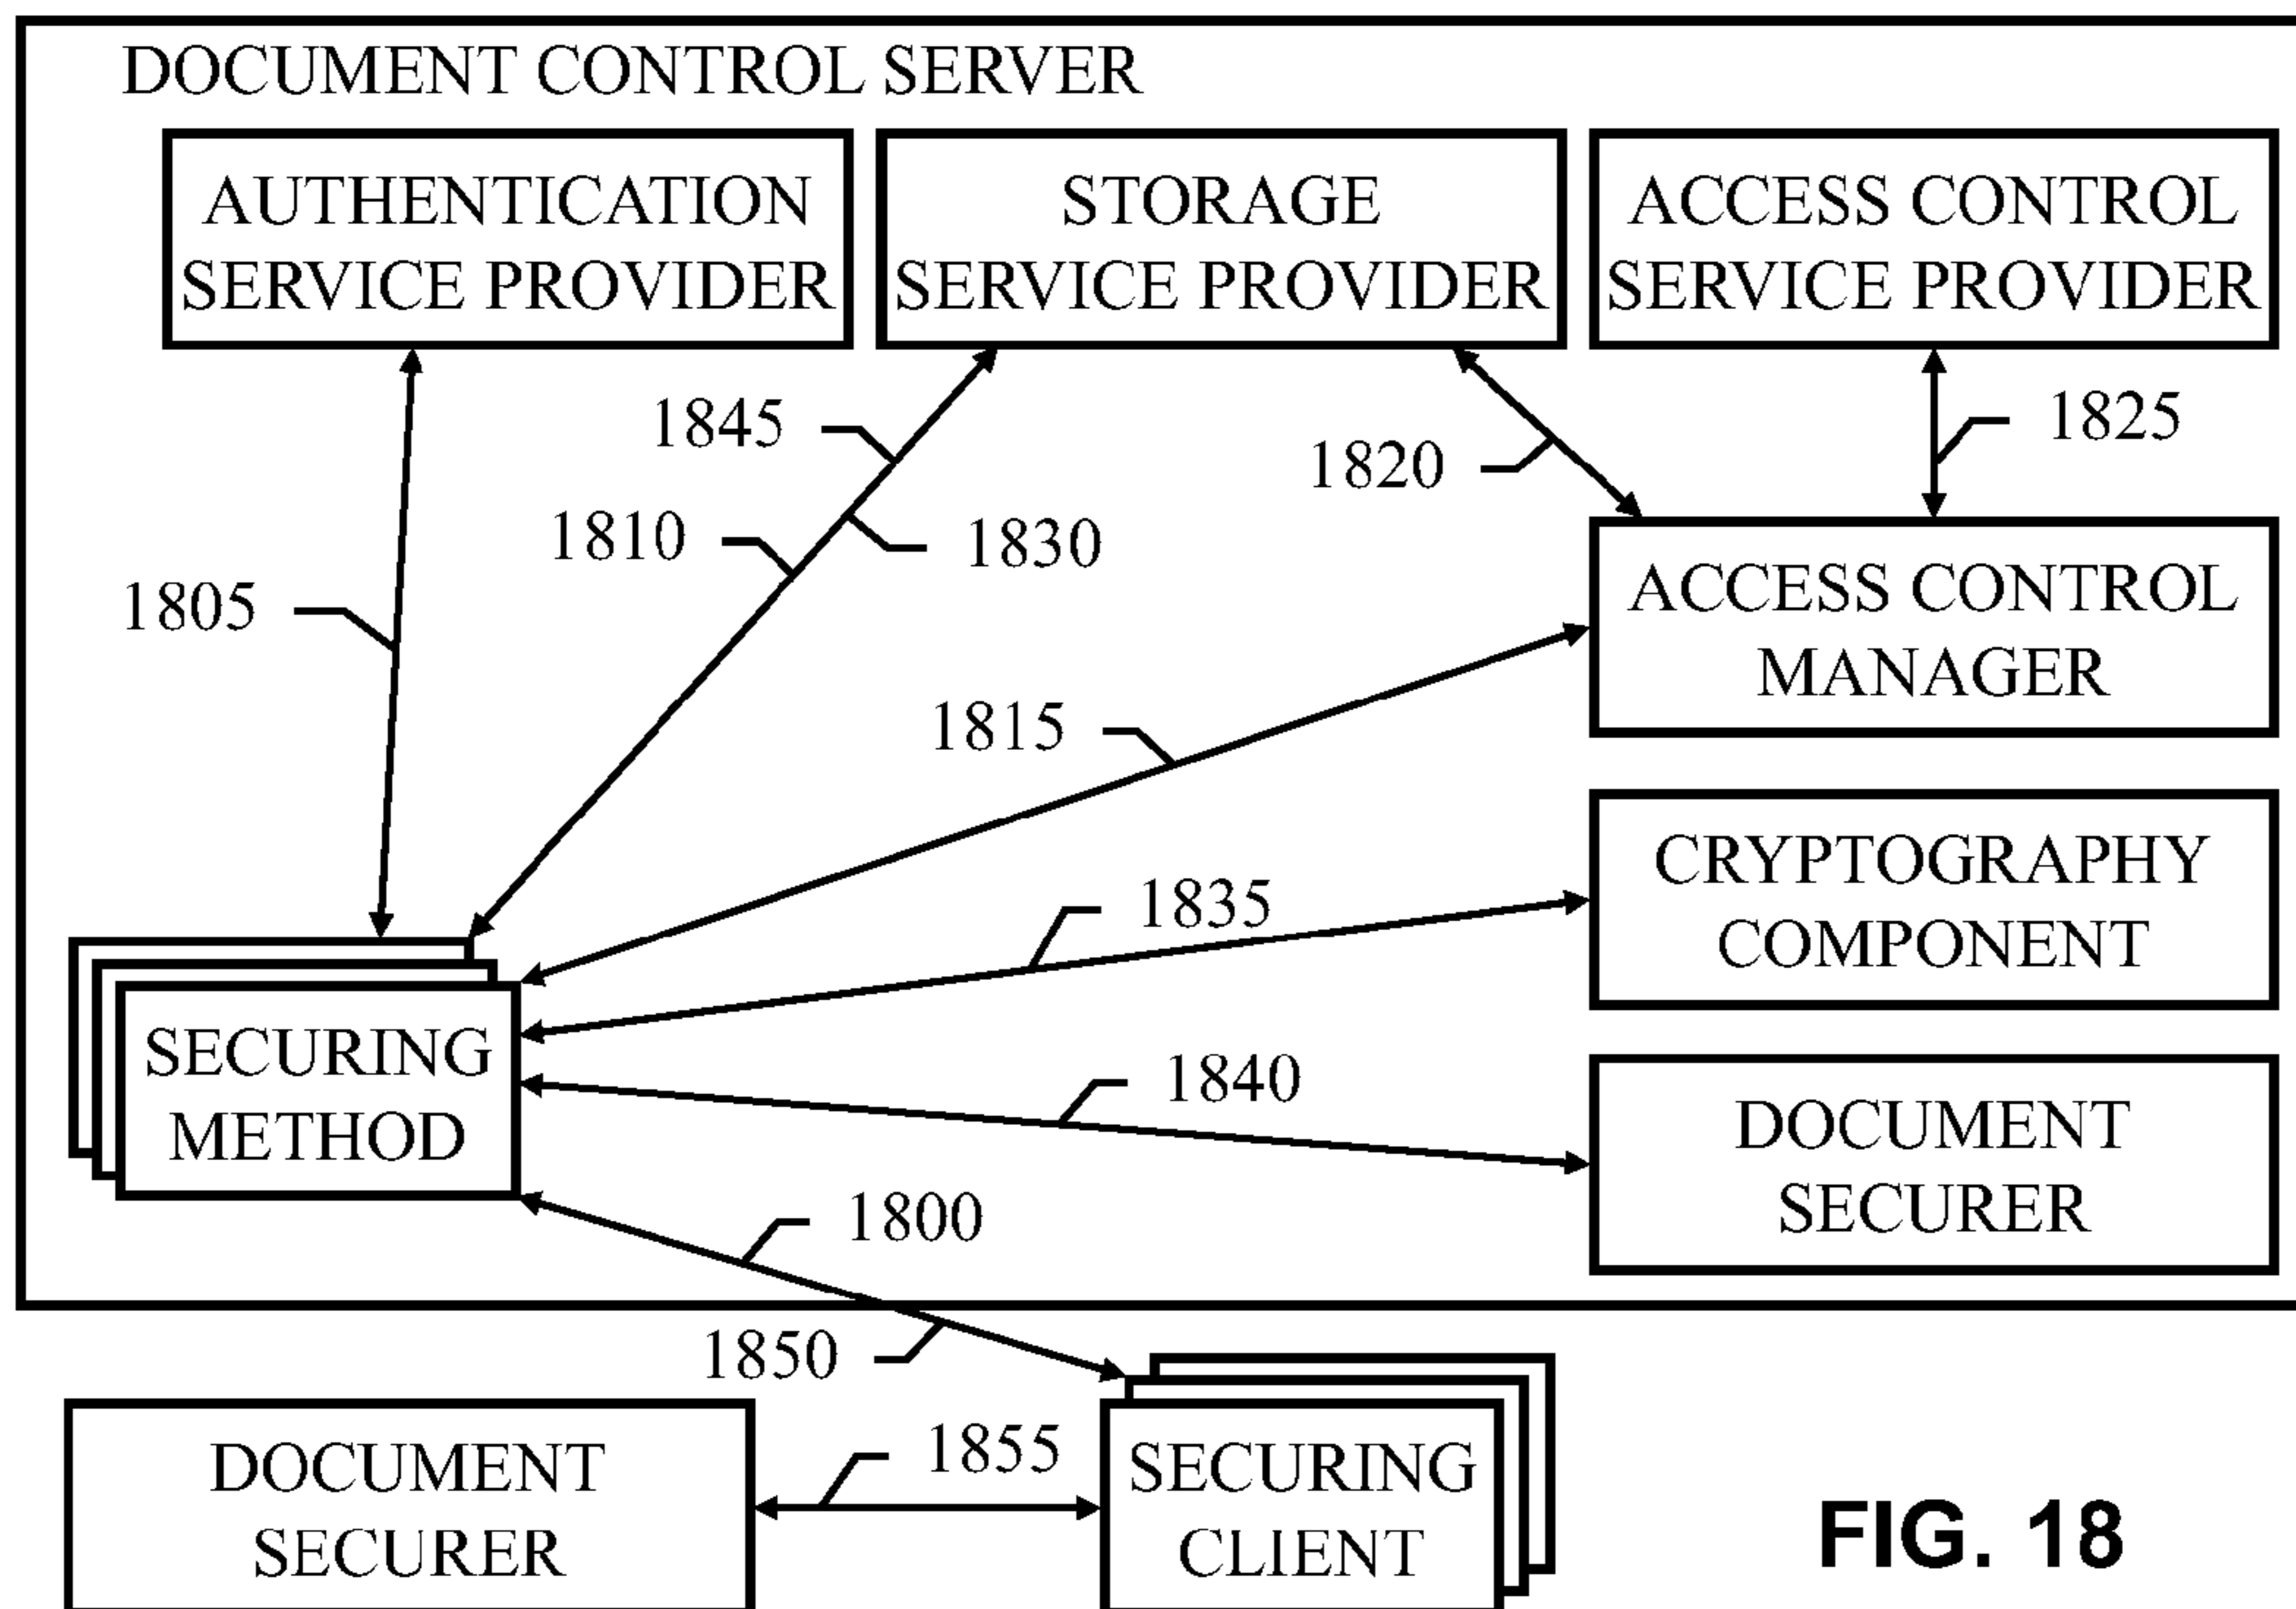 DOCUMENT CONTROL SERVER
AUTHENTICATION
SERVICE PROVIDER
STORAGE
SERVICE PROVIDER
ACCESS CONTROL
SERVICE PROVIDER
1845
1820
1825
1810
1830
1805
ACCESS CONTROL
MANAGER
1815
1835
CRYPTOGRAPHY
COMPONENT
SECURING
METHOD
1840
DOCUMENT
SECURER
1800
1850
DOCUMENT
SECURER
1855
SECURING
CLIENT
FIG. 18